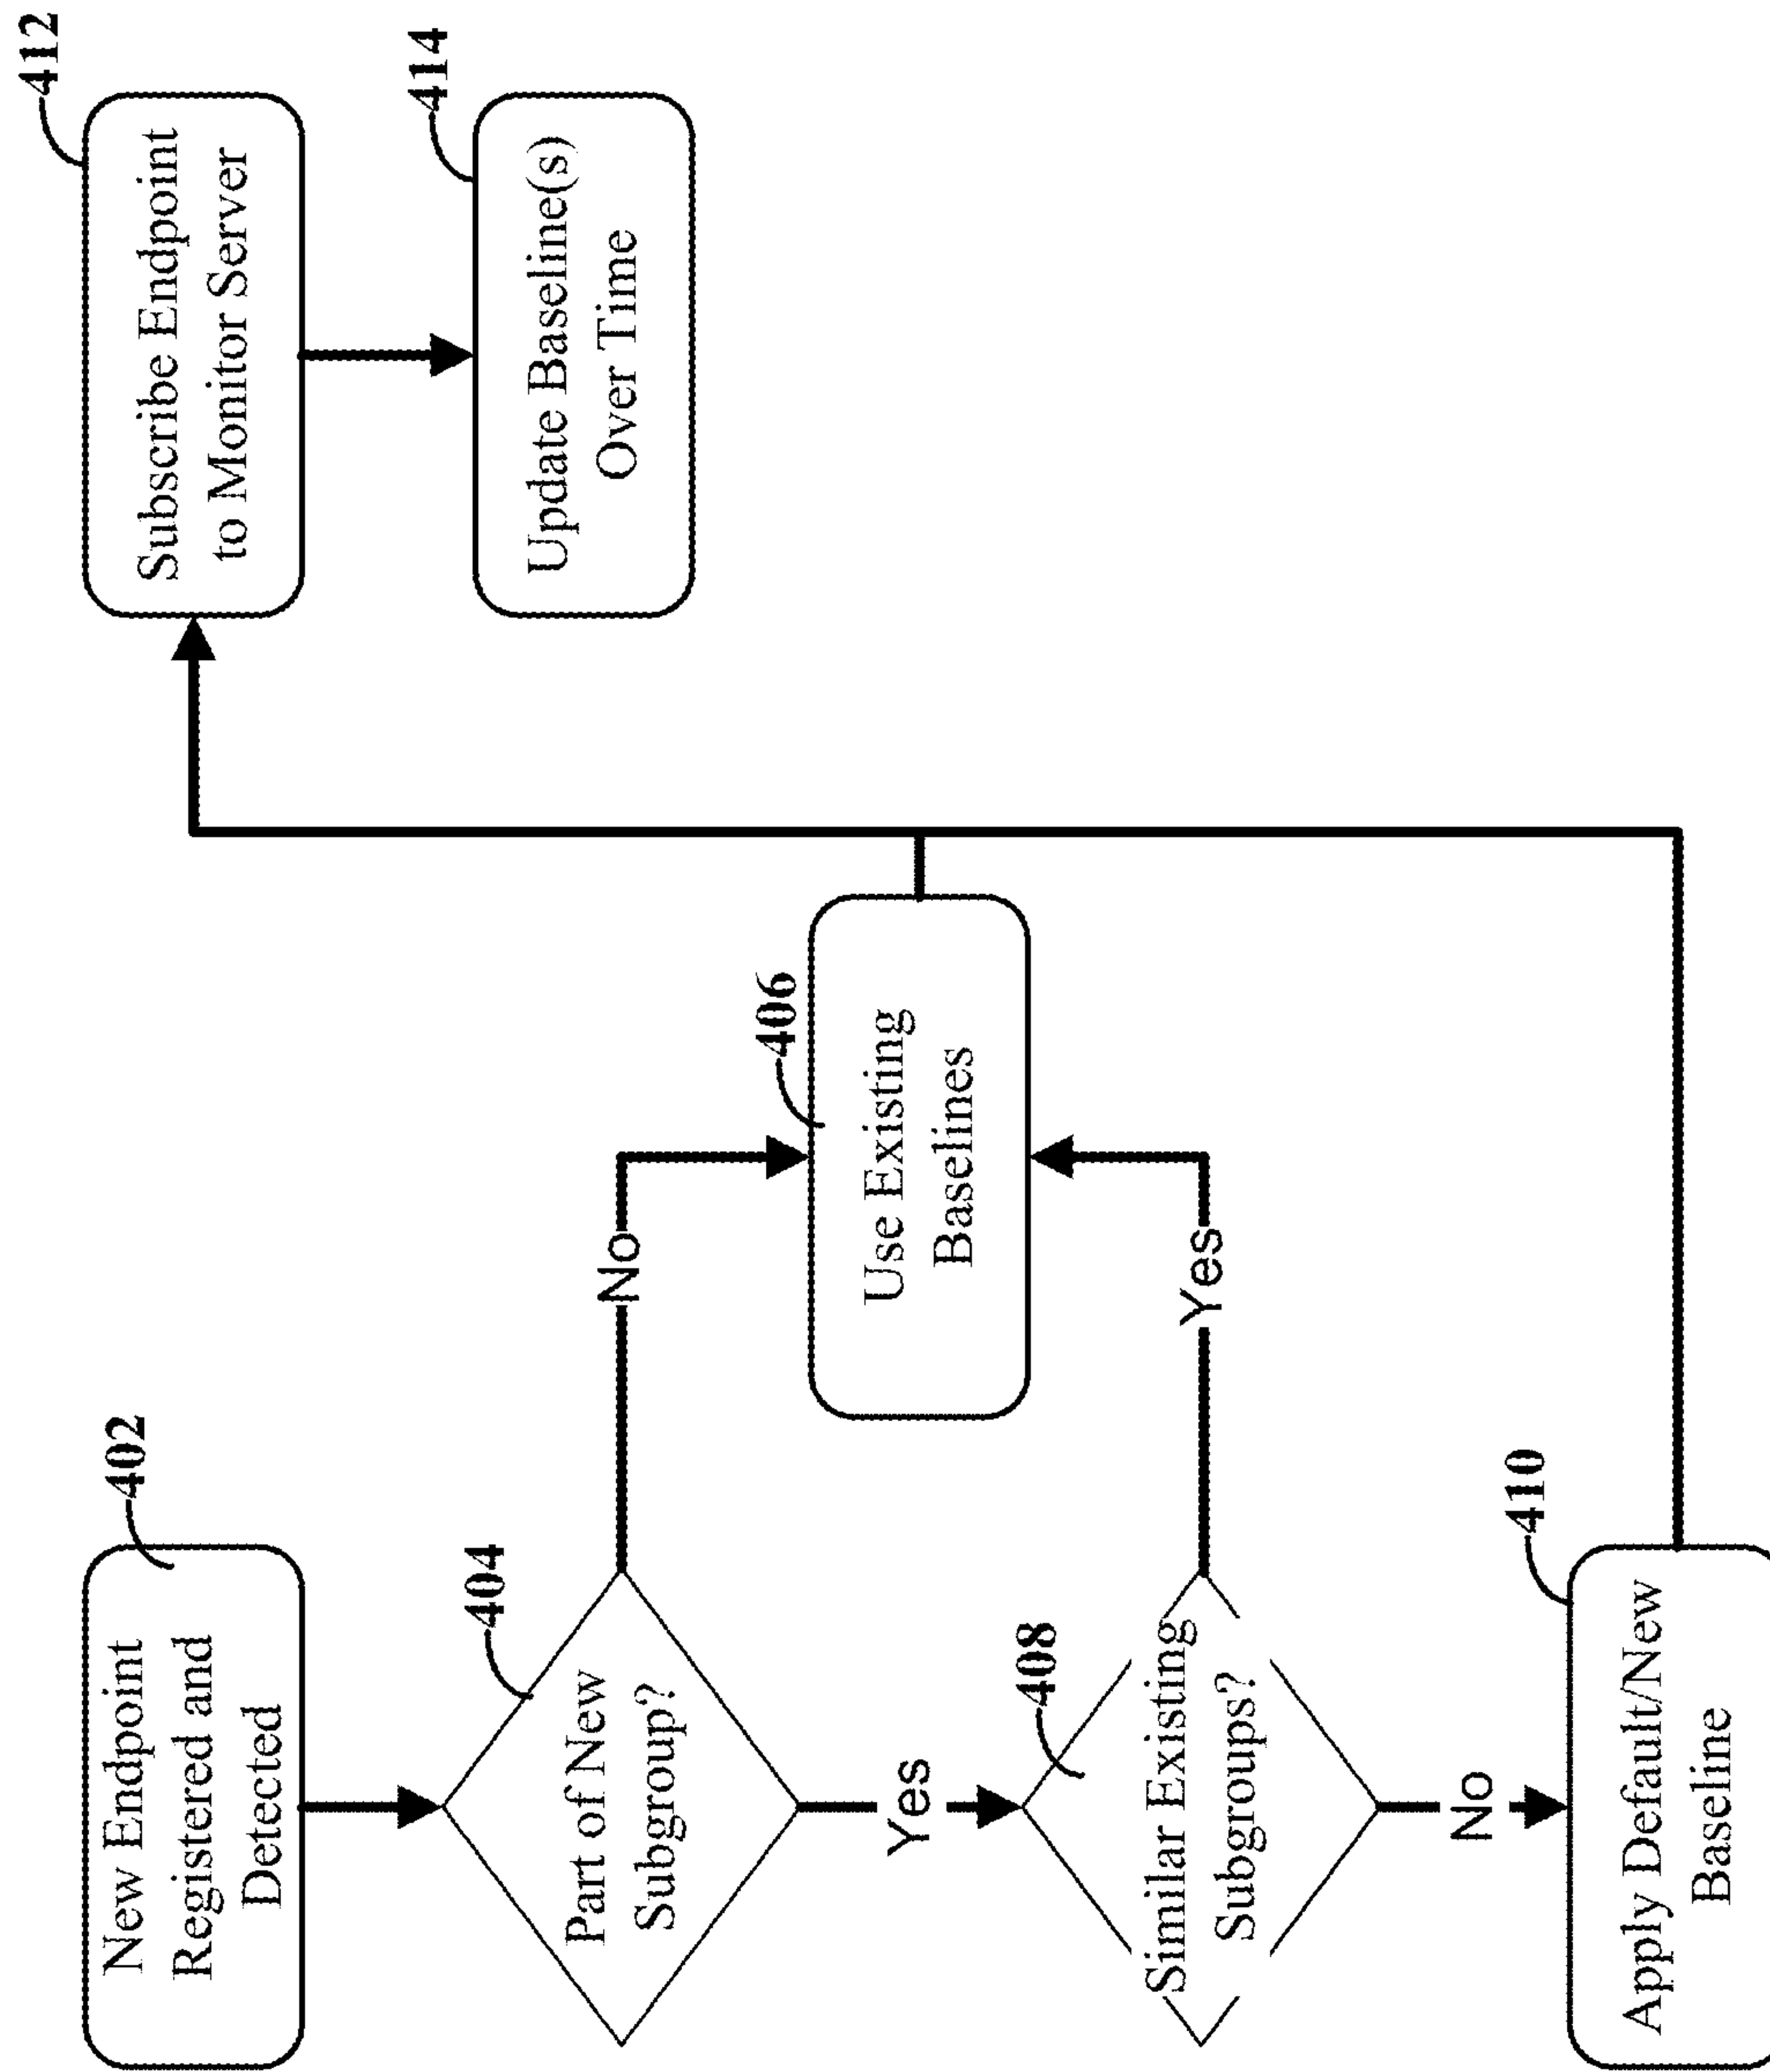 402
New Endpoint
Registered and
Detected
404
Part of New
Subgroup?
No
Yes
406
Use Existing
Baselines
408
Similar Existing
Subgroups?
Yes
No
410
Apply Default/New
Baseline
412
Subscribe Endpoint
to Monitor Server
414
Update Baseline(s)
Over Time